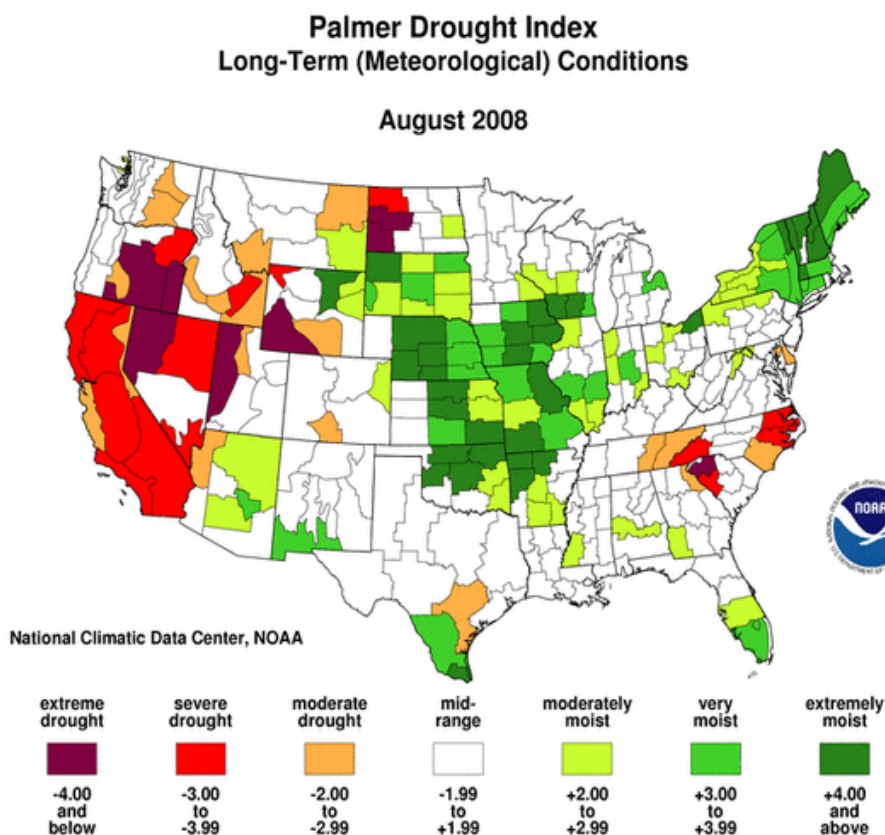 Palmer Drought Index
Long-Term (Meteorological) Conditions
August 2008
NOAA
National Climatic Data Center, NOAA
extreme drought
severe drought
moderate drought
mid-range
moderately moist
very moist
extremely moist
-4.00 and below
-3.00 to -3.99
-2.00 to -2.99
-1.99 to +1.99
+2.00 to +2.99
+3.00 to +3.99
+4.00 and above